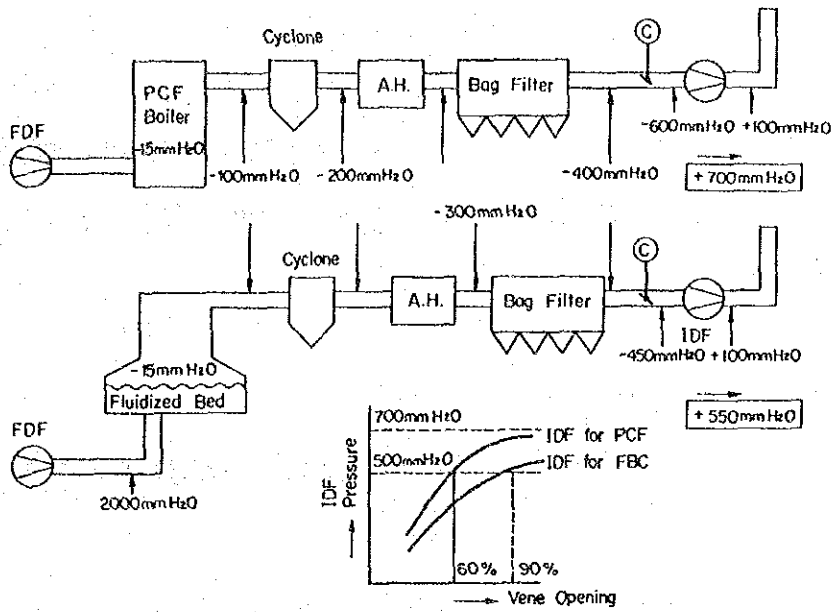 Cyclone
C
PCF
Boiler
A.H.
Bag Filter
FDF
-15mmH2O
-600mmH2O
+100mmH2O
-100mmH2O
-200mmH2O
-400mmH2O
+700mmH2O
-300mmH2O
Cyclone
C
A.H.
Bag Filter
IDF
-15mmH2O
-450mmH2O
+100mmH2O
Fluidized Bed
FDF
+550mmH2O
2000mmH2O
700mmH2O
IDF for PCF
500mmH2O
IDF for FBC
IDF
Pressure
60%
90%
Vene Opening